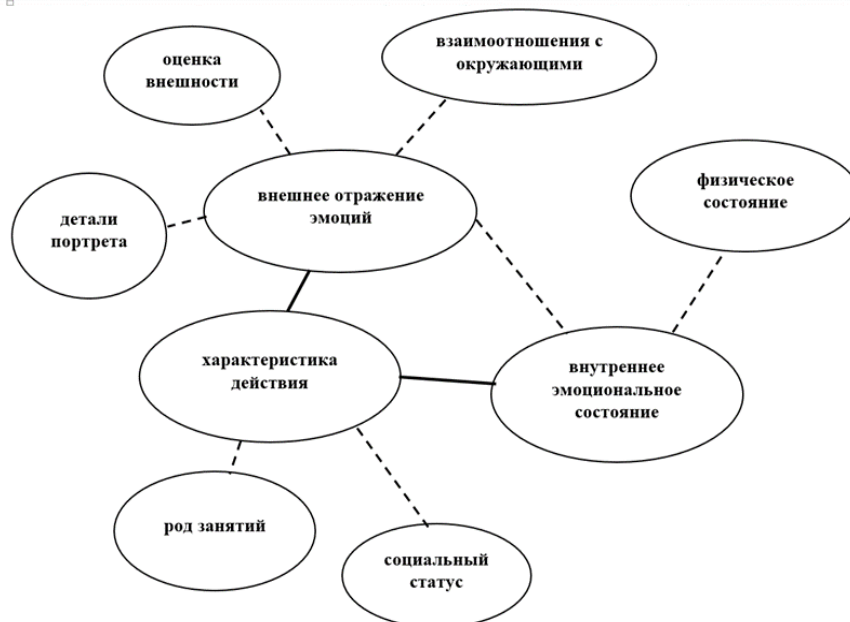 оценка
внешности
взаимоотношения с
окружающими
внешнее отражение
эмоций
физическое
состояние
детали
портрета
характеристика
действия
внутреннее
эмоциональное
состояние
род занятий
социальный
статус